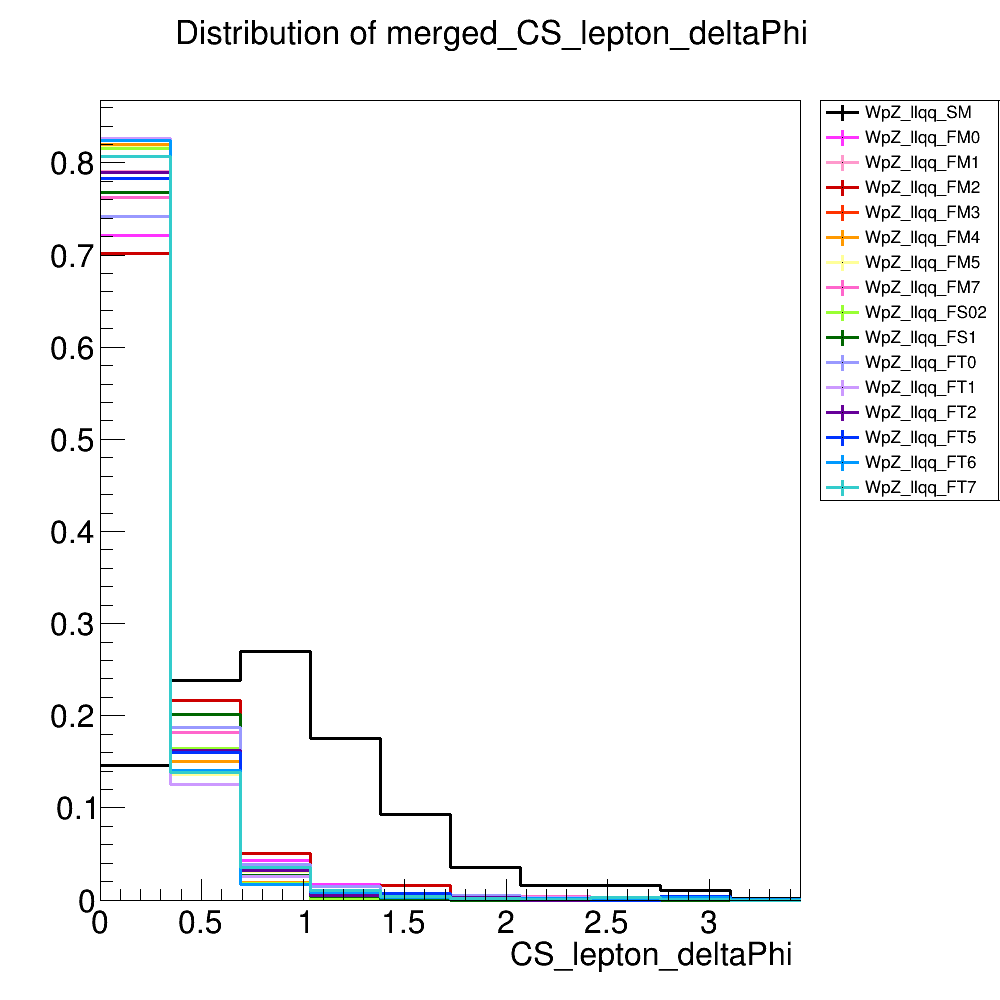 Distribution of merged_CS_lepton_deltaPhi
WpZ_llqq_SM
WpZ_llqq_FM0
WpZ_llqq_FM1
WpZ_llqq_FM2
WpZ_llqq_FM3
WpZ_llqq_FM4
WpZ_llqq_FM5
WpZ_llqq_FM7
WpZ_llqq_FS02
WpZ_llqq_FS1
WpZ_llqq_FT0
WpZ_llqq_FT1
WpZ_llqq_FT2
WpZ_llqq_FT5
WpZ_llqq_FT6
WpZ_llqq_FT7
0.8
0.7
0.6
0.5
0.4
0.3
0.2
0.1
0
0 0.5 1 1.5 2 2.5 3
CS_lepton_deltaPhi